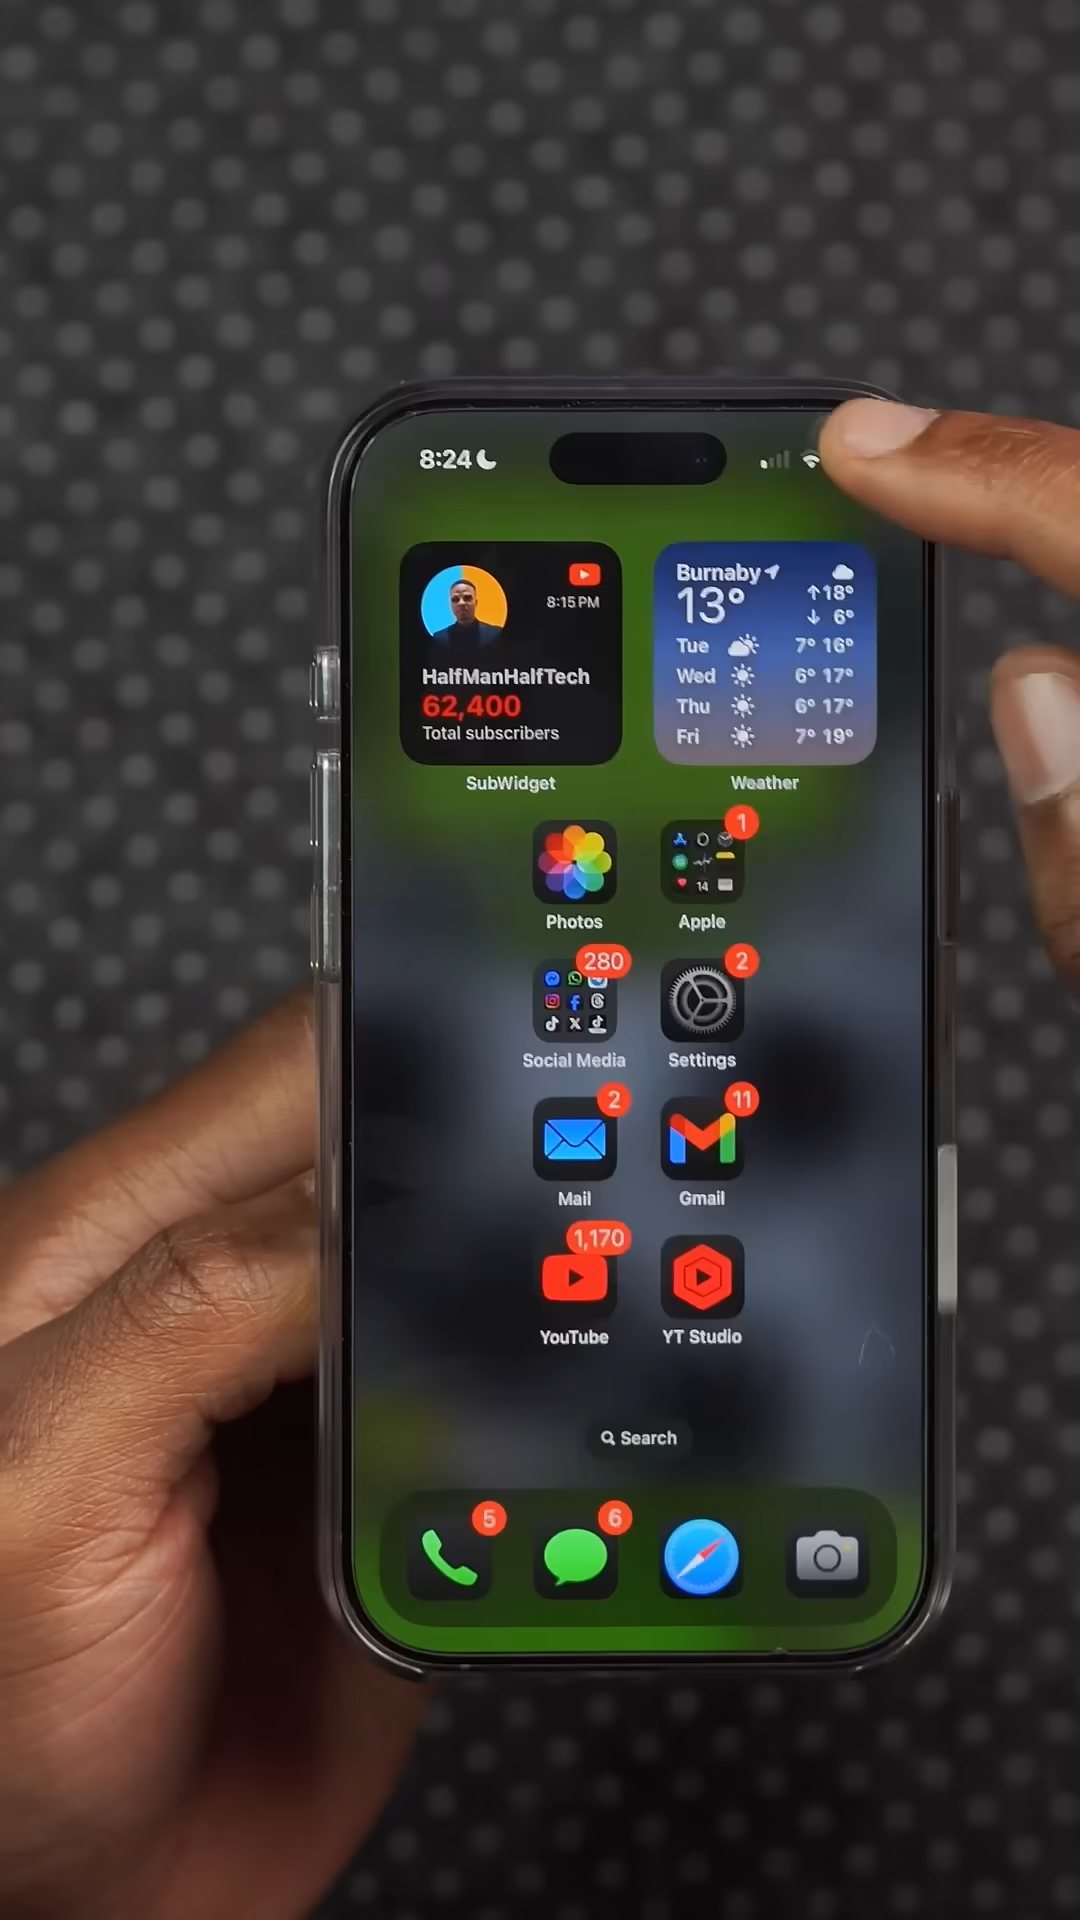 8:24
8:15 PM
HalfManHalfTech
62,400
Total subscribers
SubWidget
Burnaby
13°
↑18°
↓ 6°
Tue 7° 16°
Wed 6° 17°
Thu 6° 17°
Fri 7° 19°
Weather
1
14
Photos
Apple
280
2
Social Media
Settings
2
11
Mail
Gmail
1,170
YouTube
YT Studio
Search
5
6